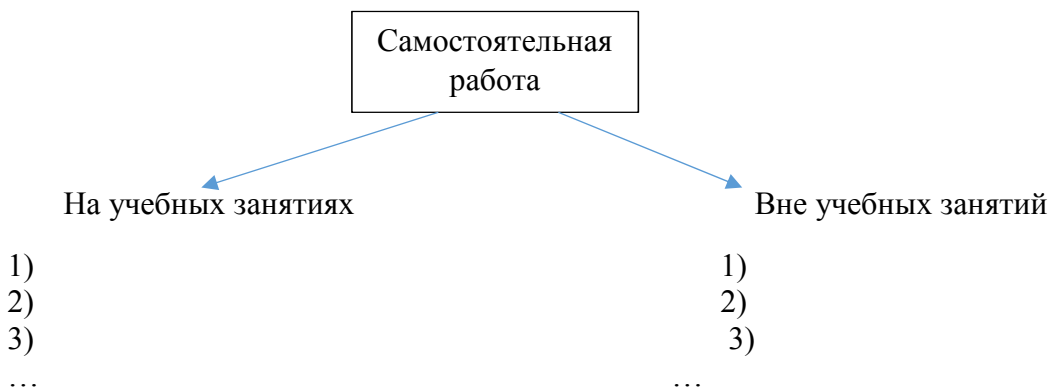 Самостоятельная
работа
На учебных занятиях Вне учебных занятий
1) 1)
2) 2)
3) 3)
… …